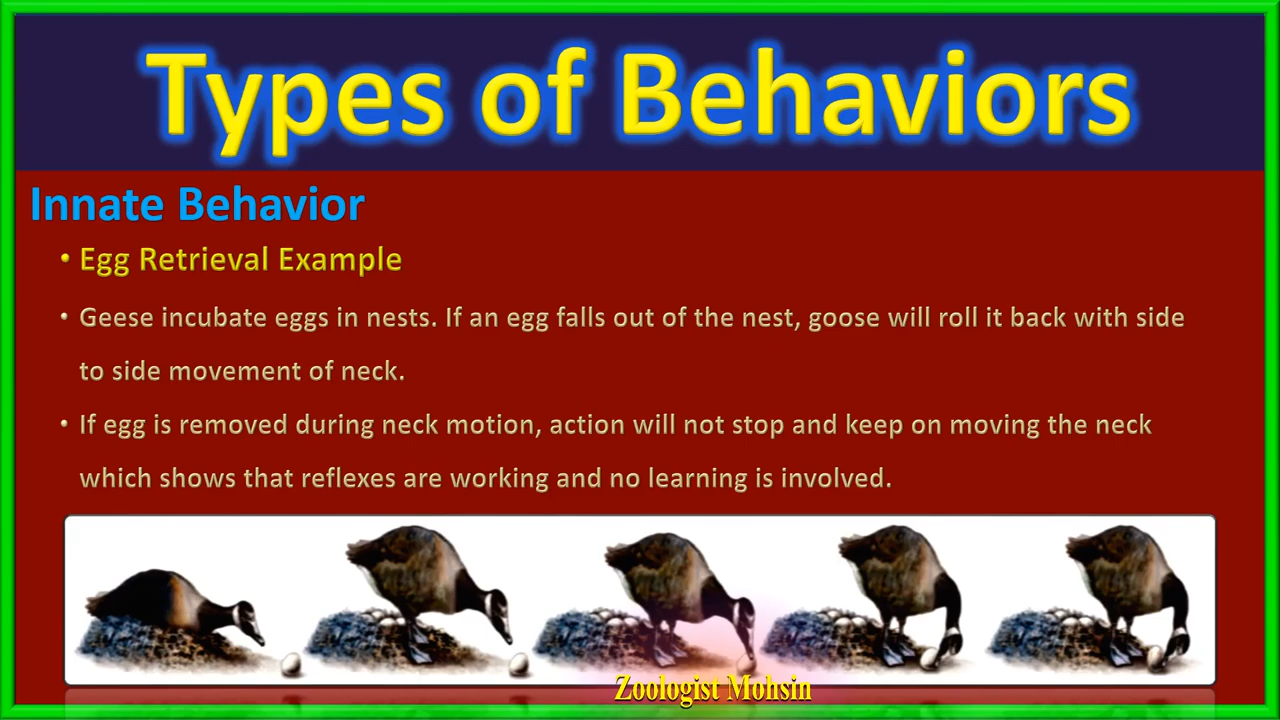 Types of Behaviors
Innate Behavior
• Egg Retrieval Example
• Geese incubate eggs in nests. If an egg falls out of the nest, goose will roll it back with side
to side movement of neck.
• If egg is removed during neck motion, action will not stop and keep on moving the neck
which shows that reflexes are working and no learning is involved.
Zoologist Mohsin